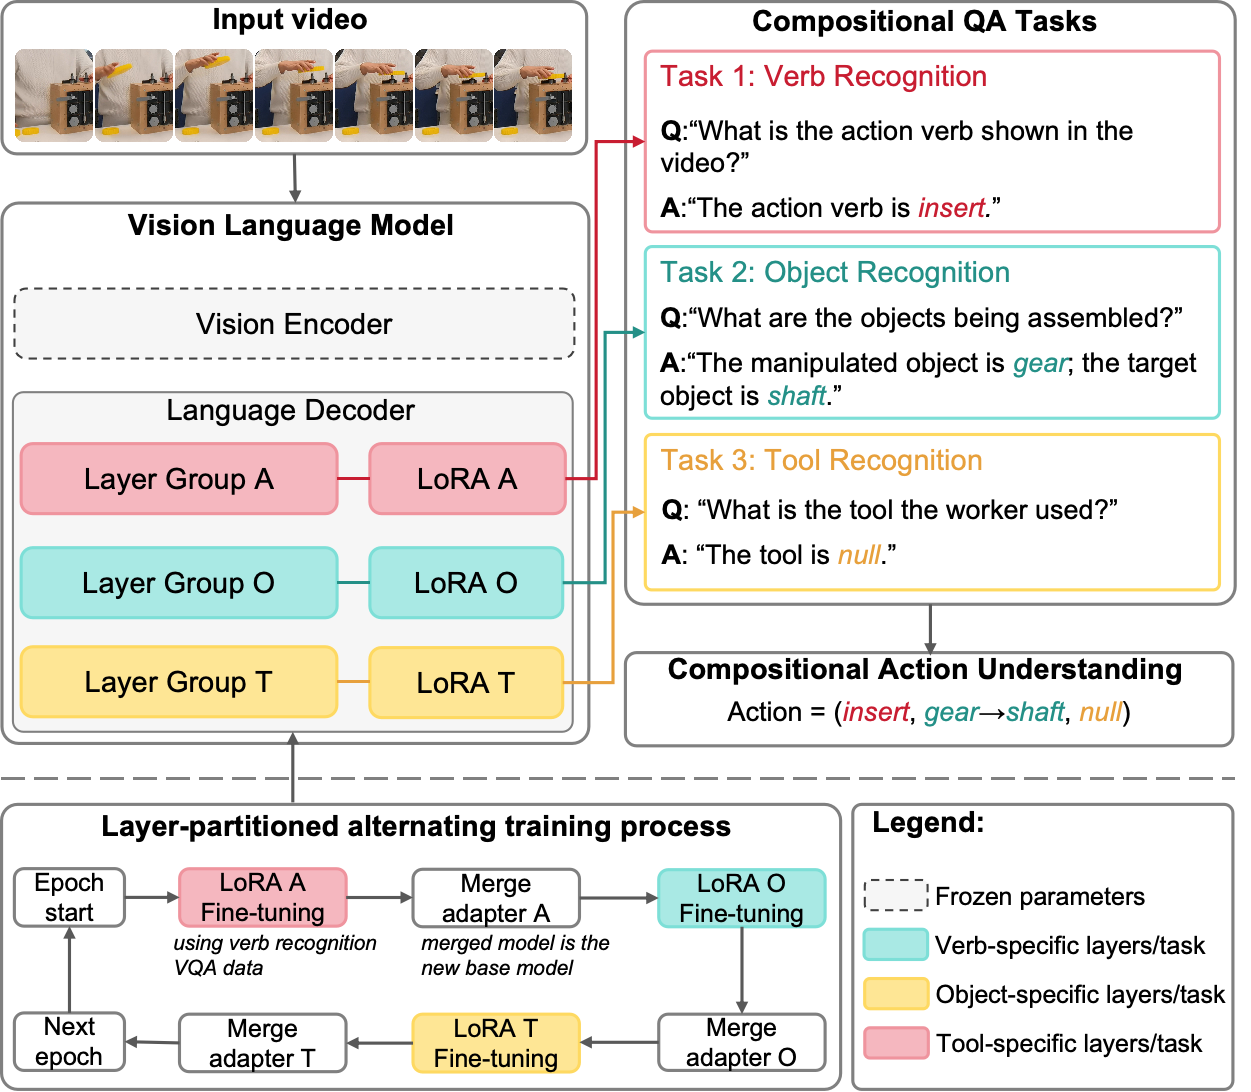 Input video
Vision Language Model
Vision Encoder
Language Decoder
Layer Group A
LoRA A
Layer Group O
LoRA O
Layer Group T
LoRA T
Compositional QA Tasks
Task 1: Verb Recognition
Q:“What is the action verb shown in the
video?”
A:“The action verb is insert.”
Task 2: Object Recognition
Q:“What are the objects being assembled?”
A:“The manipulated object is gear; the target
object is shaft.”
Task 3: Tool Recognition
Q: “What is the tool the worker used?”
A: “The tool is null.”
Compositional Action Understanding
Action = (insert, gear→shaft, null)
Layer-partitioned alternating training process
Epoch
start
LoRA A
Fine-tuning
using verb recognition
VQA data
Merge
adapter A
merged model is the
new base model
LoRA O
Fine-tuning
Merge
adapter O
LoRA T
Fine-tuning
Merge
adapter T
Next
epoch
Legend:
Frozen parameters
Verb-specific layers/task
Object-specific layers/task
Tool-specific layers/task